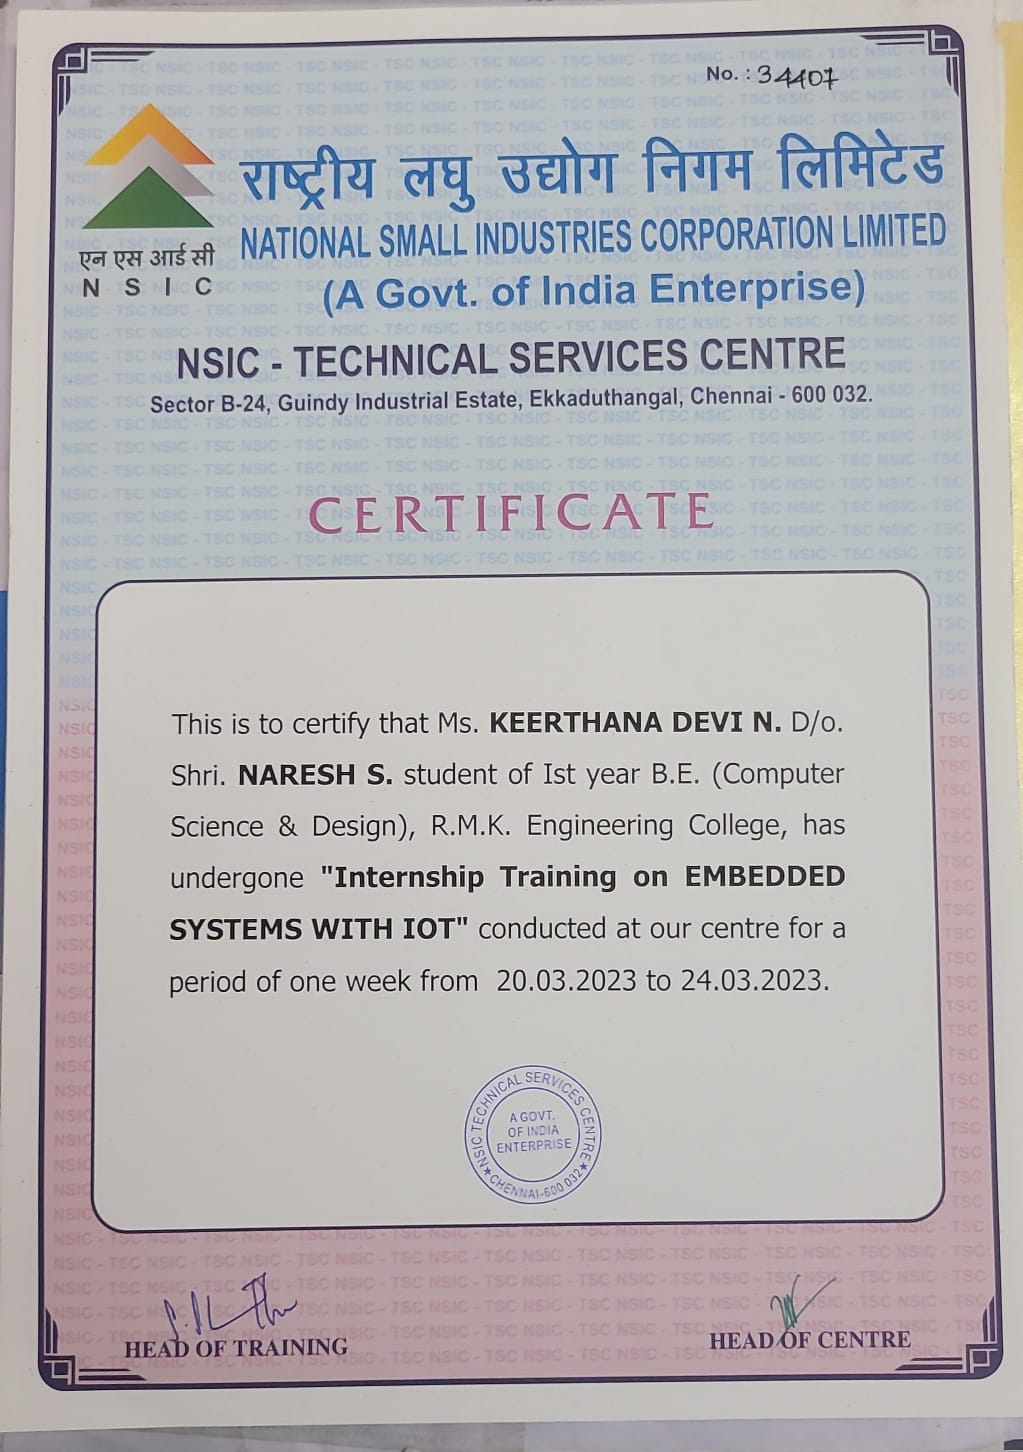 No. : 34407
राष्ट्रीय लघु उद्योग निगम लिमिटेड
NATIONAL SMALL INDUSTRIES CORPORATION LIMITED
एन एस आई सी
N S I C
(A Govt. of India Enterprise)
NSIC - TECHNICAL SERVICES CENTRE
Sector B-24, Guindy Industrial Estate, Ekkaduthangal, Chennai - 600 032.
CERTIFICATE
This is to certify that Ms. KEERTHANA DEVI N. D/o.
Shri. NARESH S. student of Ist year B.E. (Computer
Science & Design), R.M.K. Engineering College, has
undergone "Internship Training on EMBEDDED
SYSTEMS WITH IOT" conducted at our centre for a
period of one week from 20.03.2023 to 24.03.2023.
NSIC TECHNICAL SERVICES CENTRE
A GOVT.
OF INDIA
ENTERPRISE
★ CHENNAI-600 032 ★
HEAD OF TRAINING
HEAD OF CENTRE